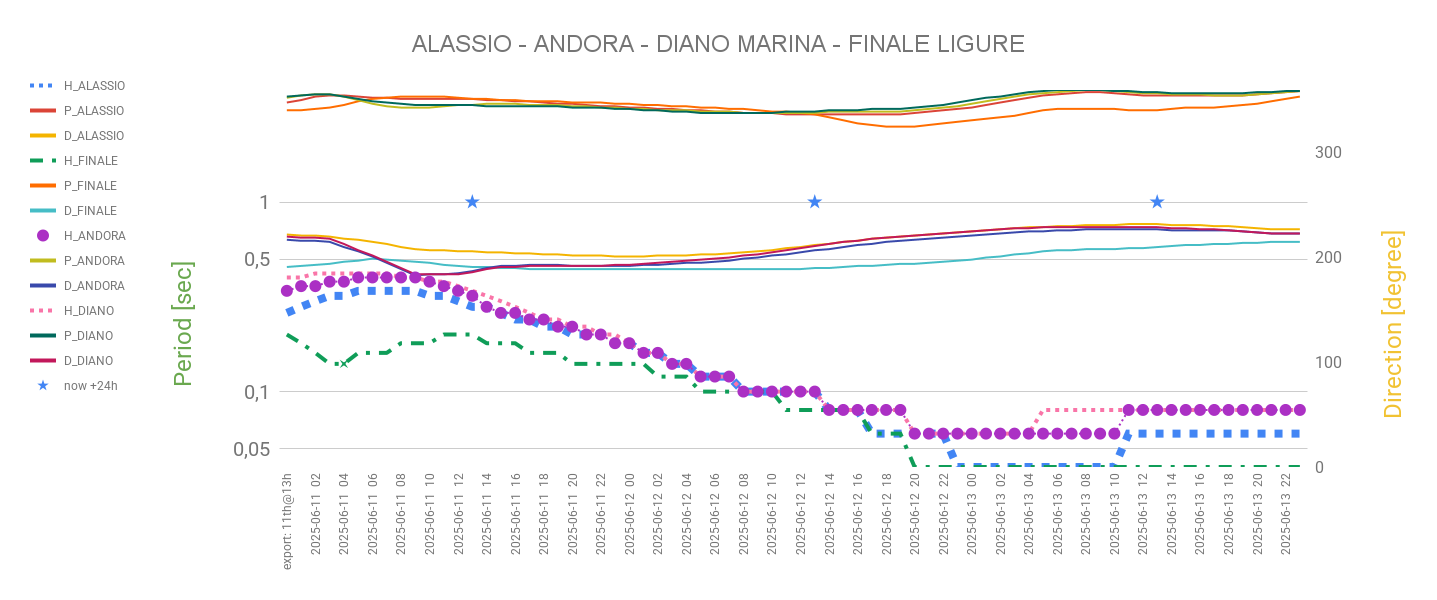 ALASSIO - ANDORA - DIANO MARINA - FINALE LIGURE
H_ALASSIO
P_ALASSIO
D_ALASSIO
H_FINALE
P_FINALE
D_FINALE
H_ANDORA
P_ANDORA
D_ANDORA
H_DIANO
P_DIANO
D_DIANO
now +24h
Period [sec]
1
0,5
0,1
0,05
300
200
100
0
Direction [degree]
export: 11th@13h
2025-06-11 02
2025-06-11 04
2025-06-11 06
2025-06-11 08
2025-06-11 10
2025-06-11 12
2025-06-11 14
2025-06-11 16
2025-06-11 18
2025-06-11 20
2025-06-11 22
2025-06-12 00
2025-06-12 02
2025-06-12 04
2025-06-12 06
2025-06-12 08
2025-06-12 10
2025-06-12 12
2025-06-12 14
2025-06-12 16
2025-06-12 18
2025-06-12 20
2025-06-12 22
2025-06-13 00
2025-06-13 02
2025-06-13 04
2025-06-13 06
2025-06-13 08
2025-06-13 10
2025-06-13 12
2025-06-13 14
2025-06-13 16
2025-06-13 18
2025-06-13 20
2025-06-13 22